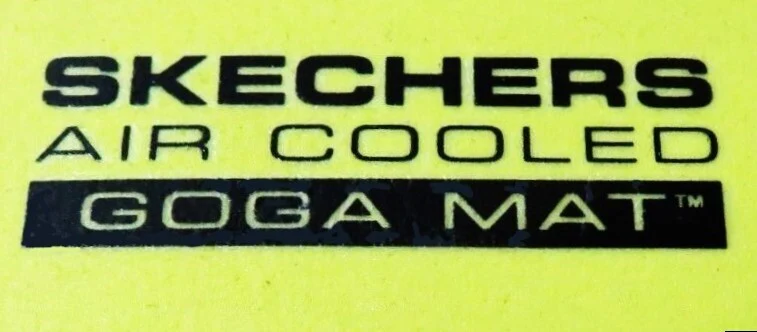 SKECHERS
AIR COOLED
GOGA MAT™